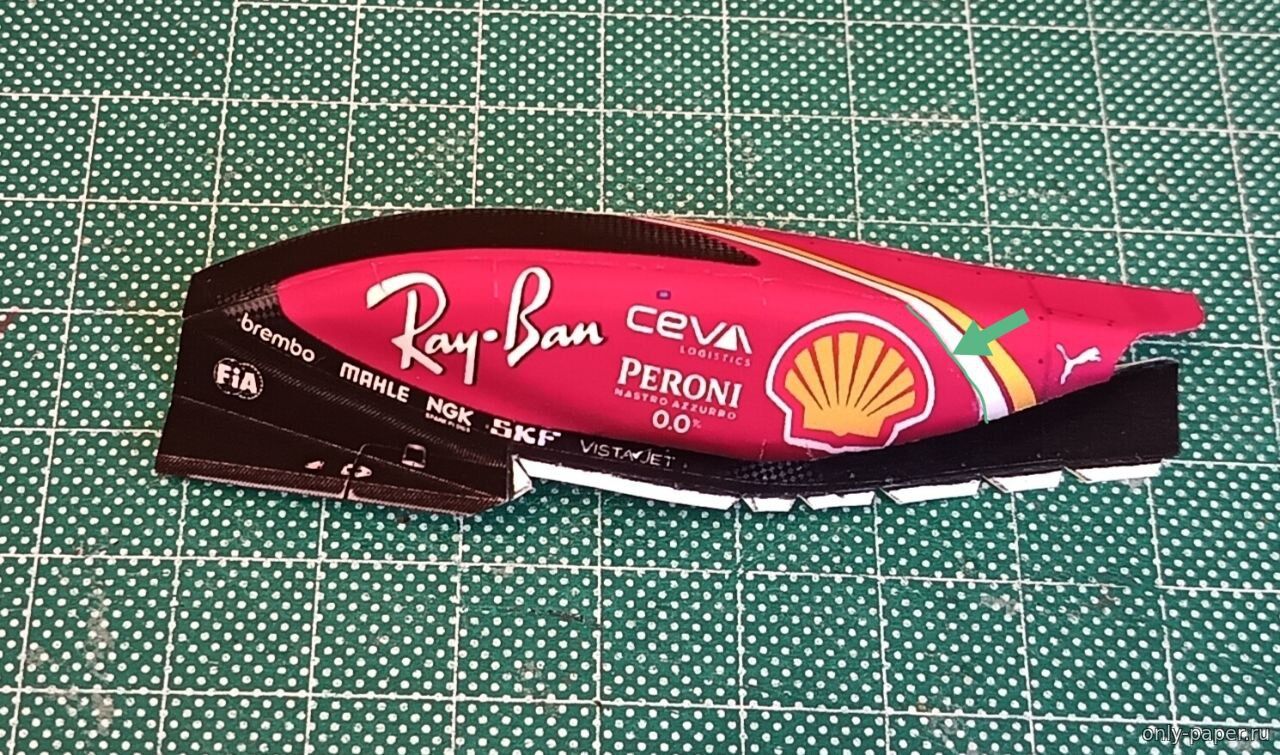 Ray-Ban
CEVA
LOGISTICS
PERONI
NASTRO AZZURRO
0.0%
brembo
FiA
MAHLE
NGK
SKF
VISTAJET
only-paper.ru